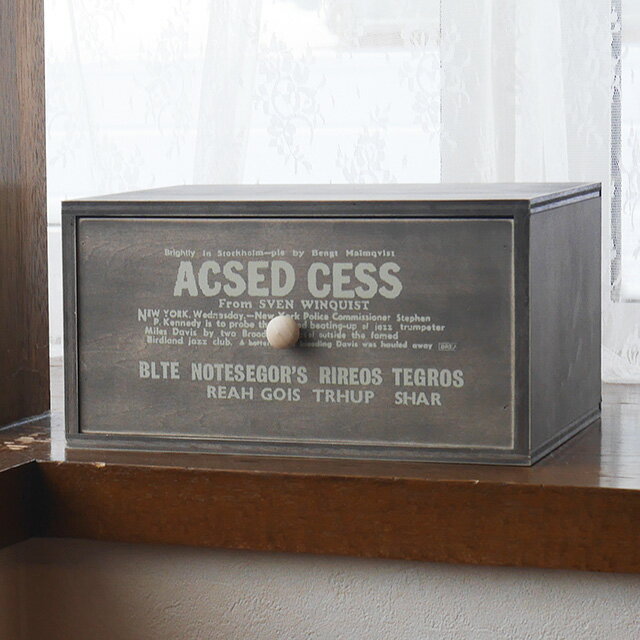 Brightly in Stockholm—pie by Bengt Malmqvist
ACSED CESS
From SVEN WINQUIST
NEW YORK, Wednesday.—New York Police Commissioner Stephen
P. Kennedy is to probe the and beating-up of jazz trumpeter
Miles Davis by two outside the famed
Birdland jazz club. A Davis was hauled away
BLTE NOTESEGOR'S RIREOS TEGROS
REAH GOIS TRHUP SHAR